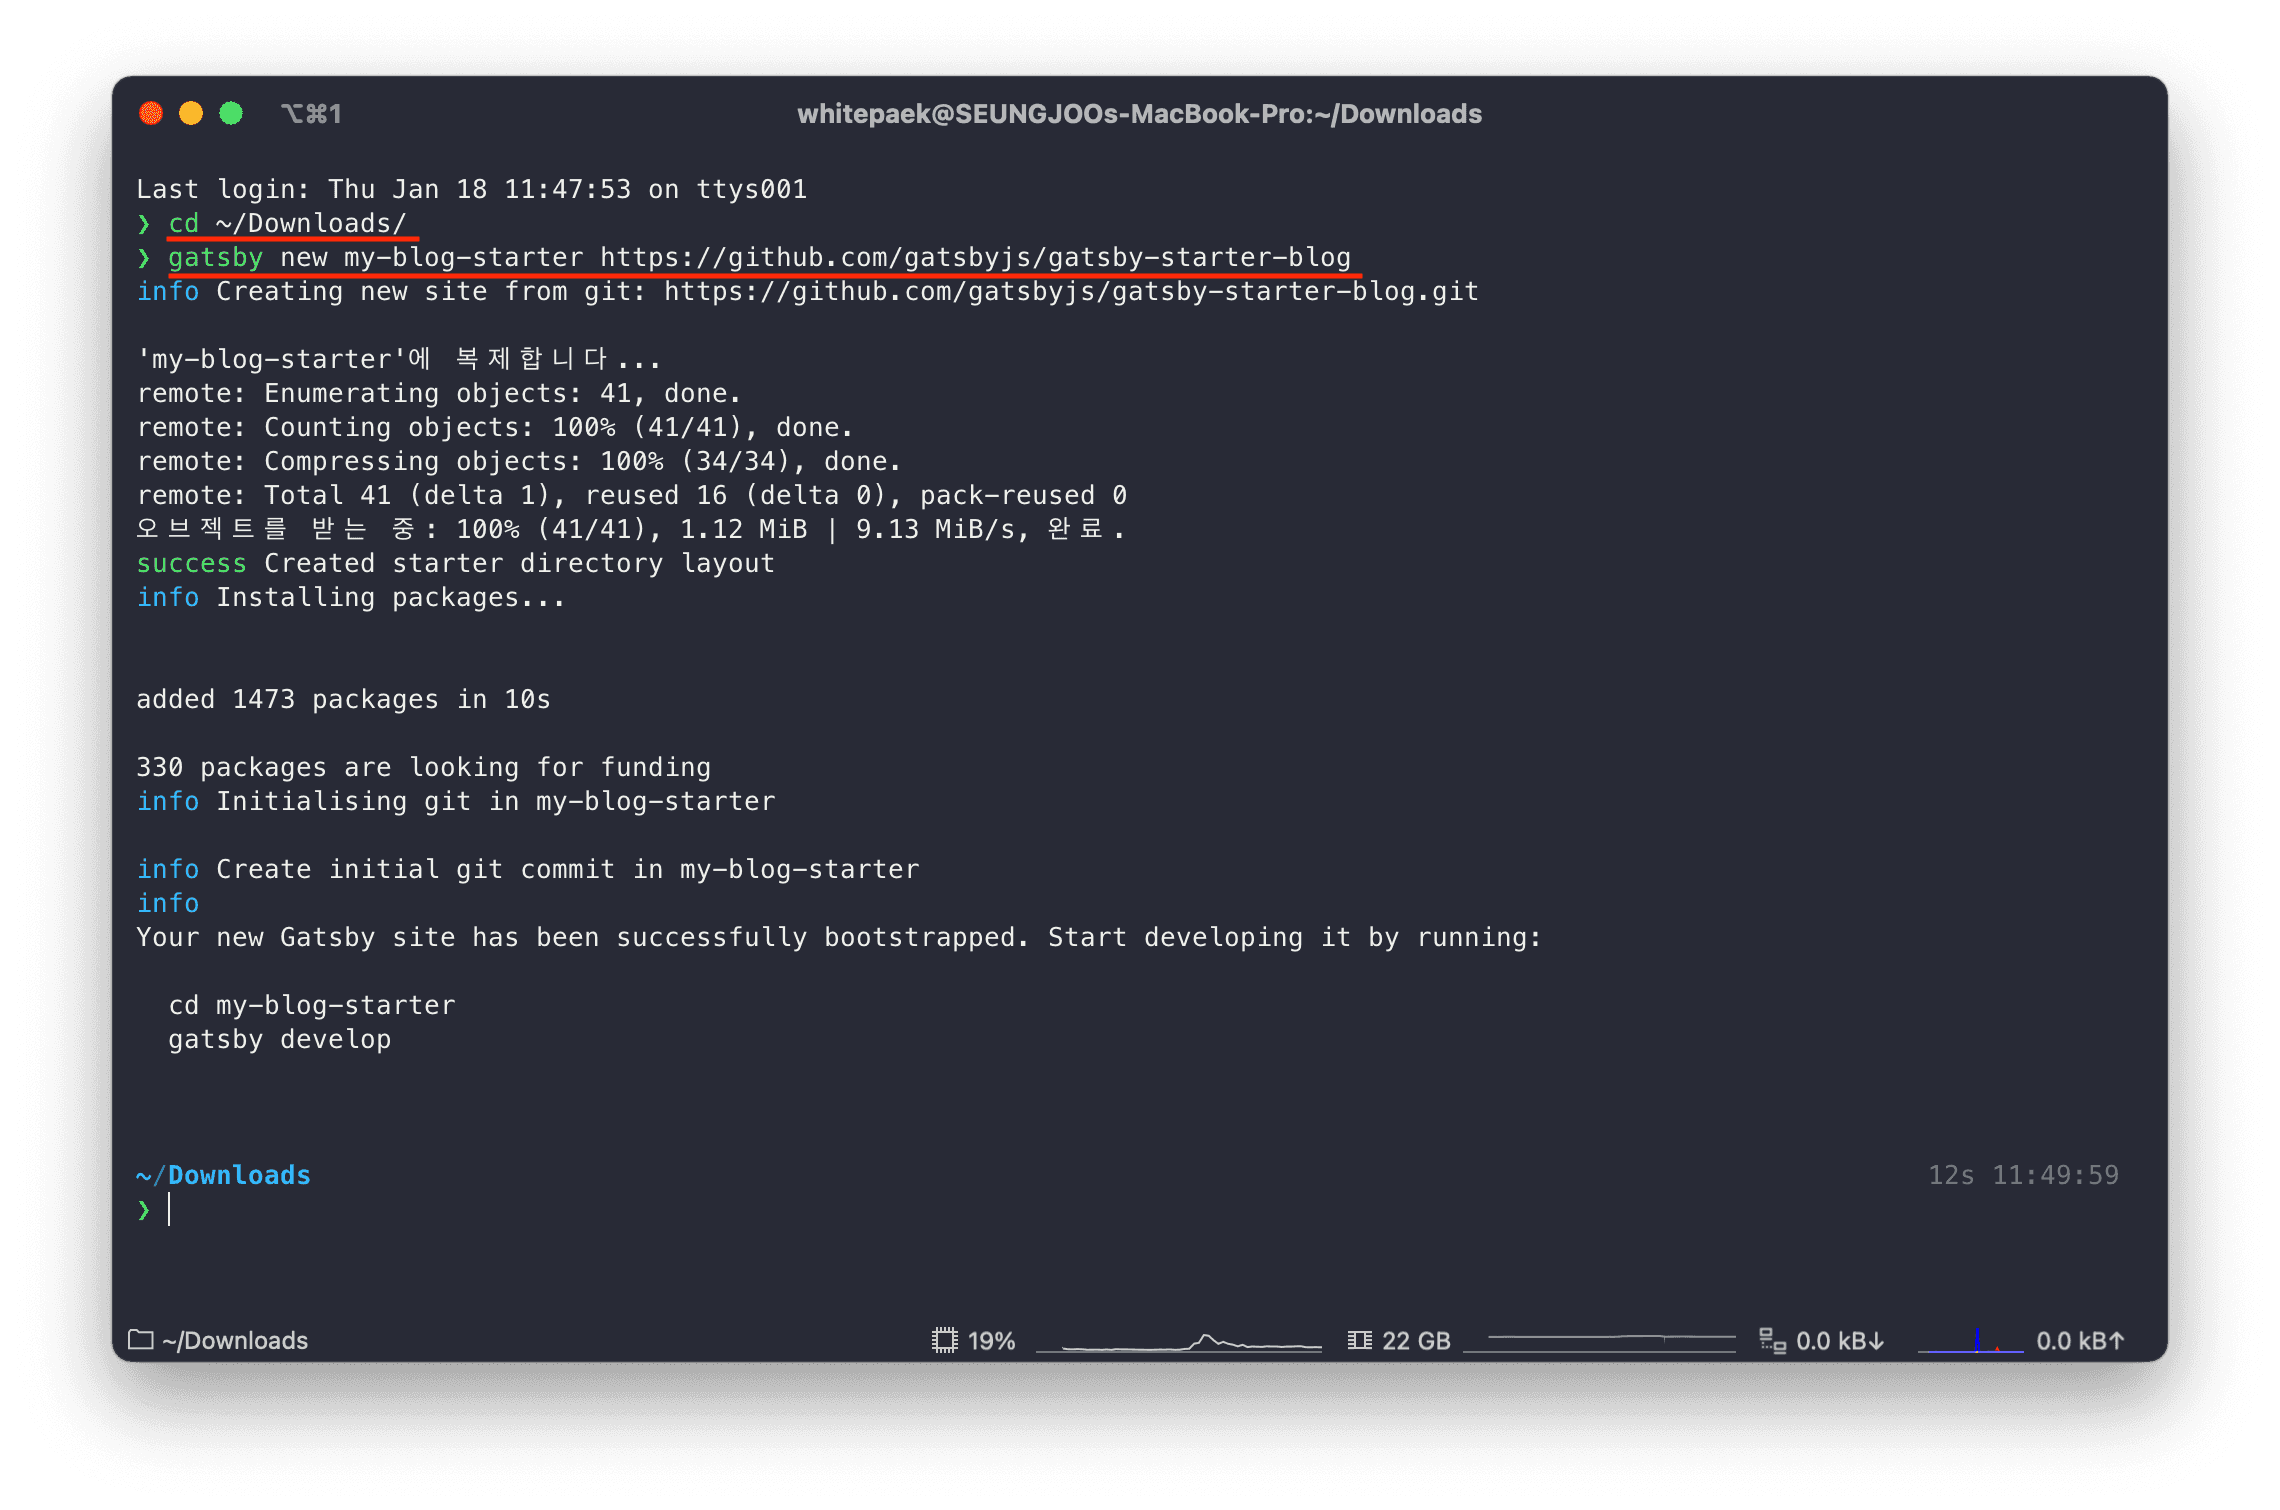 ⌥⌘1
whitepaek@SEUNGJOOs-MacBook-Pro:~/Downloads
Last login: Thu Jan 18 11:47:53 on ttys001
❯ cd ~/Downloads/
❯ gatsby new my-blog-starter https://github.com/gatsbyjs/gatsby-starter-blog
info Creating new site from git: https://github.com/gatsbyjs/gatsby-starter-blog.git
'my-blog-starter'에 복제합니다...
remote: Enumerating objects: 41, done.
remote: Counting objects: 100% (41/41), done.
remote: Compressing objects: 100% (34/34), done.
remote: Total 41 (delta 1), reused 16 (delta 0), pack-reused 0
오브젝트를 받는 중: 100% (41/41), 1.12 MiB | 9.13 MiB/s, 완료.
success Created starter directory layout
info Installing packages...
added 1473 packages in 10s
330 packages are looking for funding
info Initialising git in my-blog-starter
info Create initial git commit in my-blog-starter
info
Your new Gatsby site has been successfully bootstrapped. Start developing it by running:
cd my-blog-starter
gatsby develop
~/Downloads 12s 11:49:59
❯
~/Downloads 19% 22 GB 0.0 kB↓ 0.0 kB↑